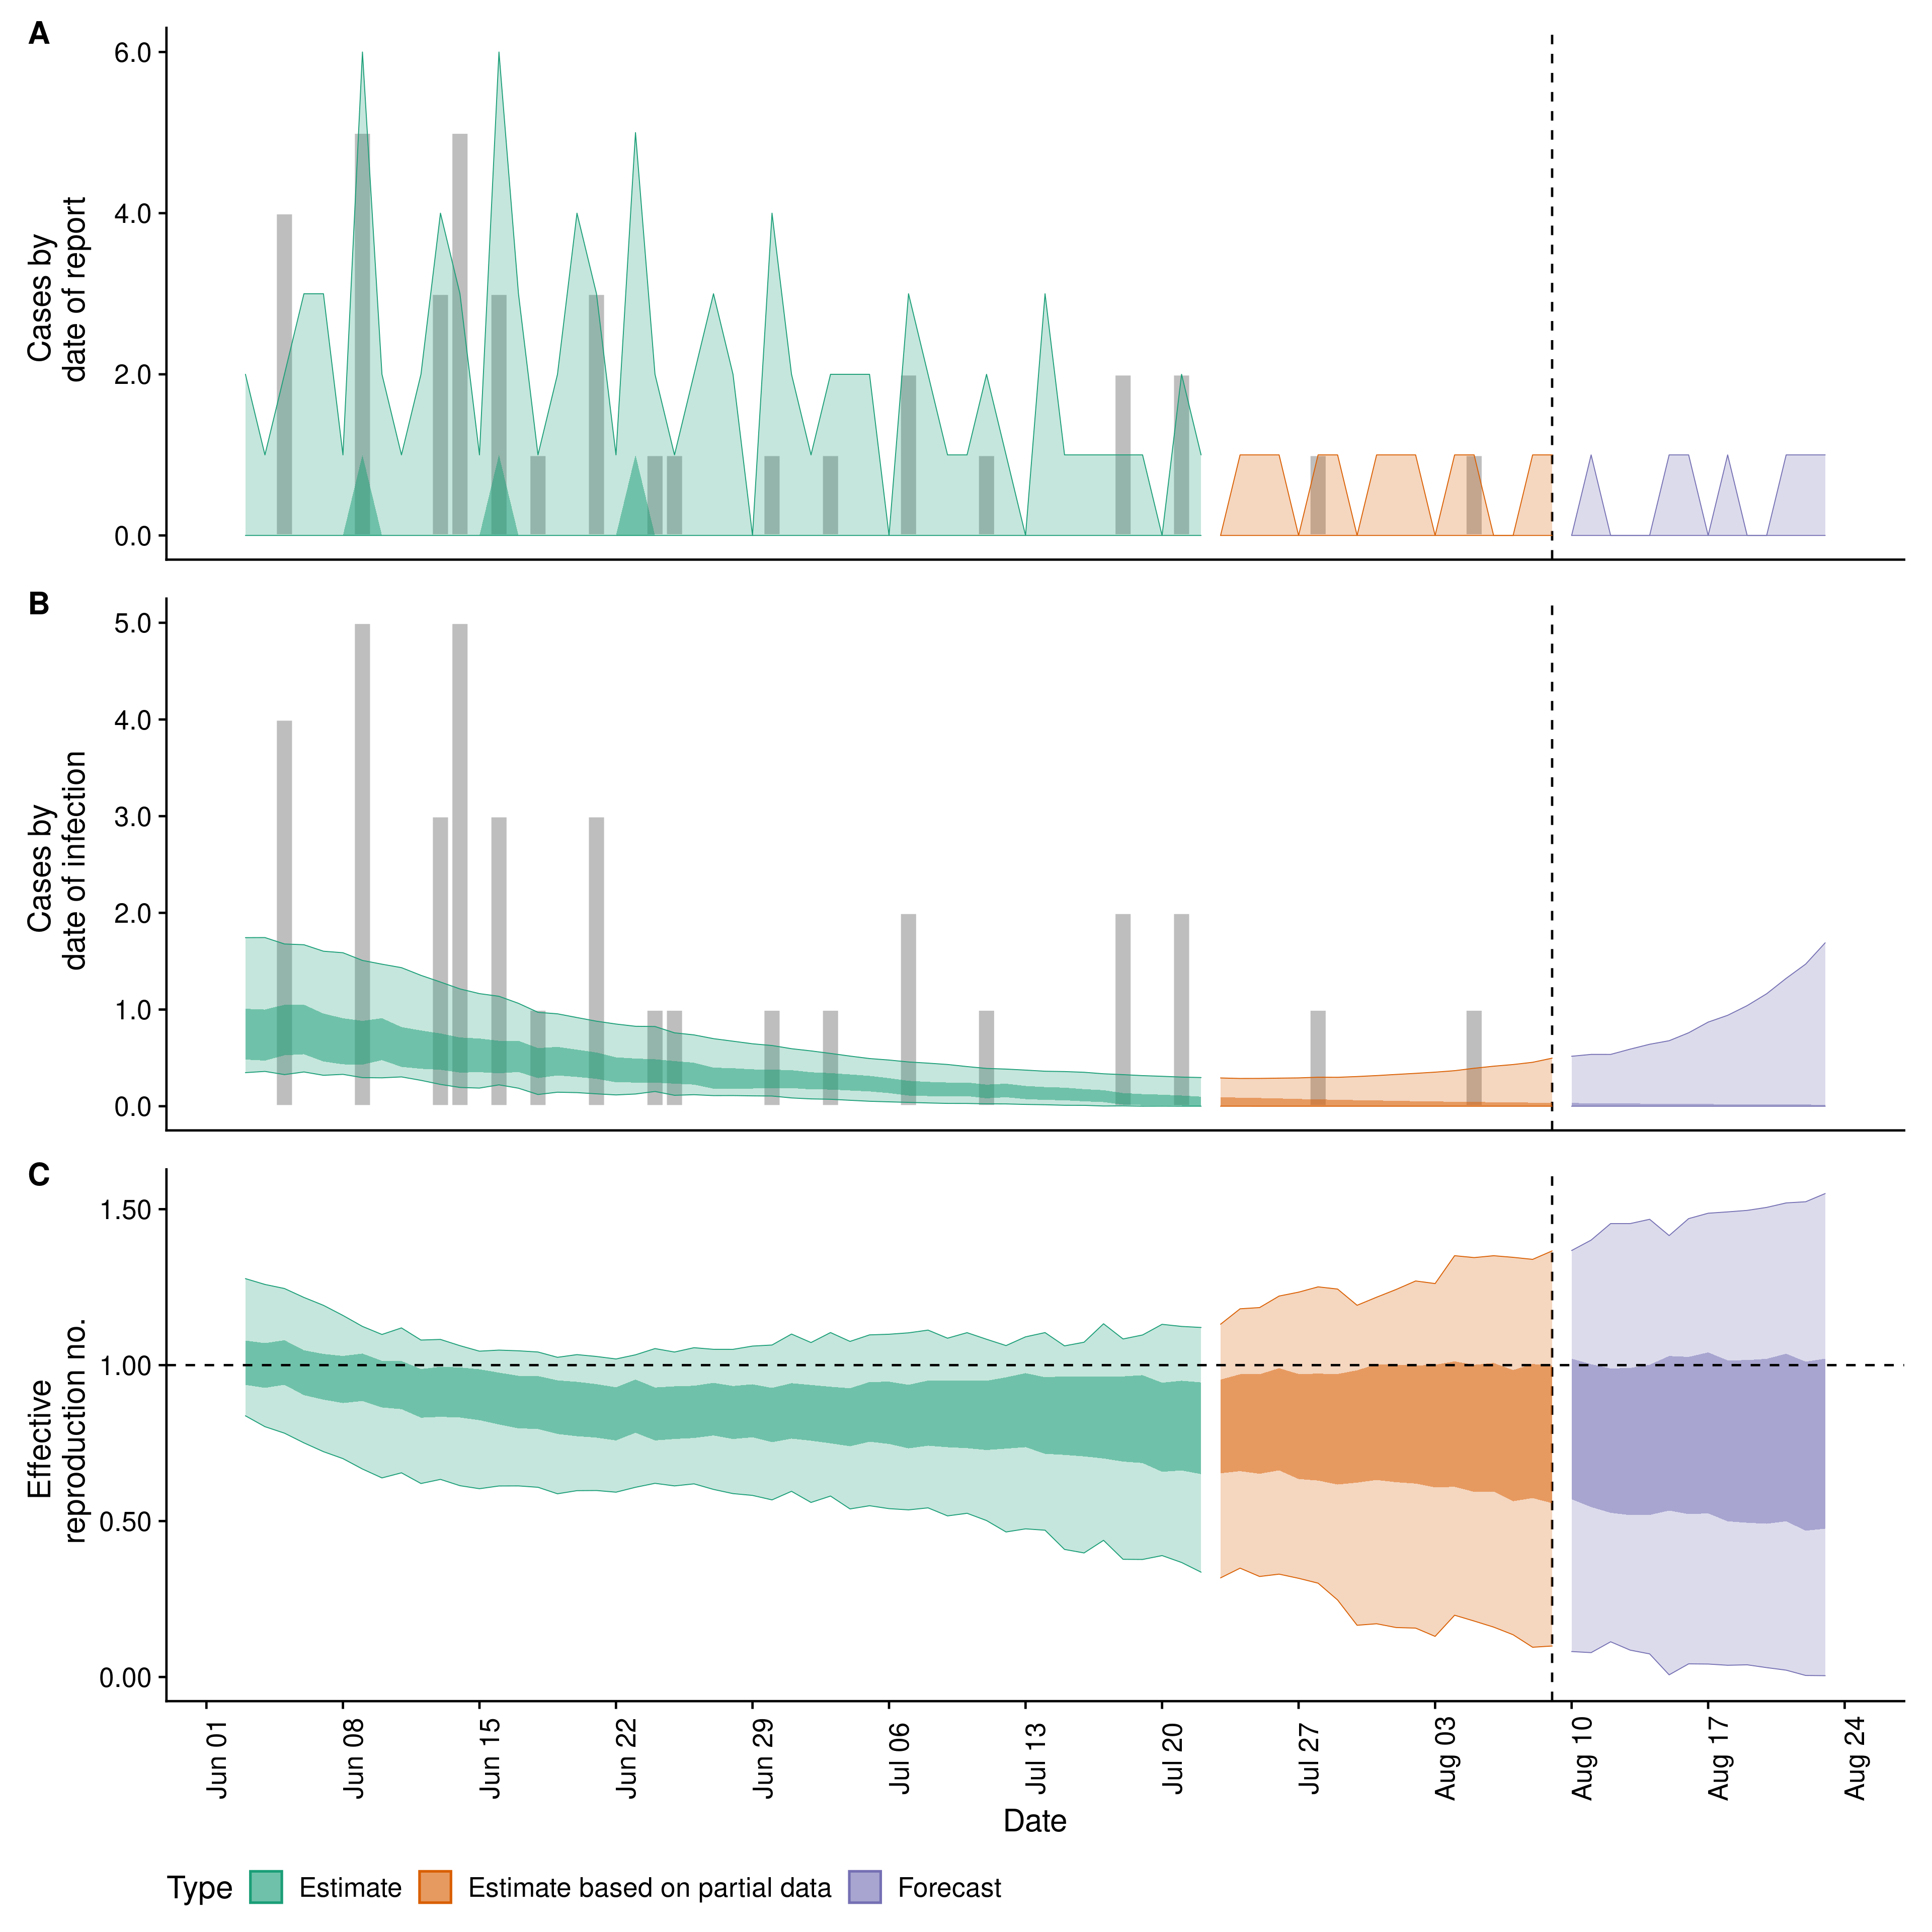 A
Cases by
date of report
6.0
4.0
2.0
0.0
B
Cases by
date of infection
5.0
4.0
3.0
2.0
1.0
0.0
C
Effective
reproduction no.
1.50
1.00
0.50
0.00
Jun 01
Jun 08
Jun 15
Jun 22
Jun 29
Jul 06
Jul 13
Jul 20
Jul 27
Aug 03
Aug 10
Aug 17
Aug 24
Date
Type Estimate Estimate based on partial data Forecast